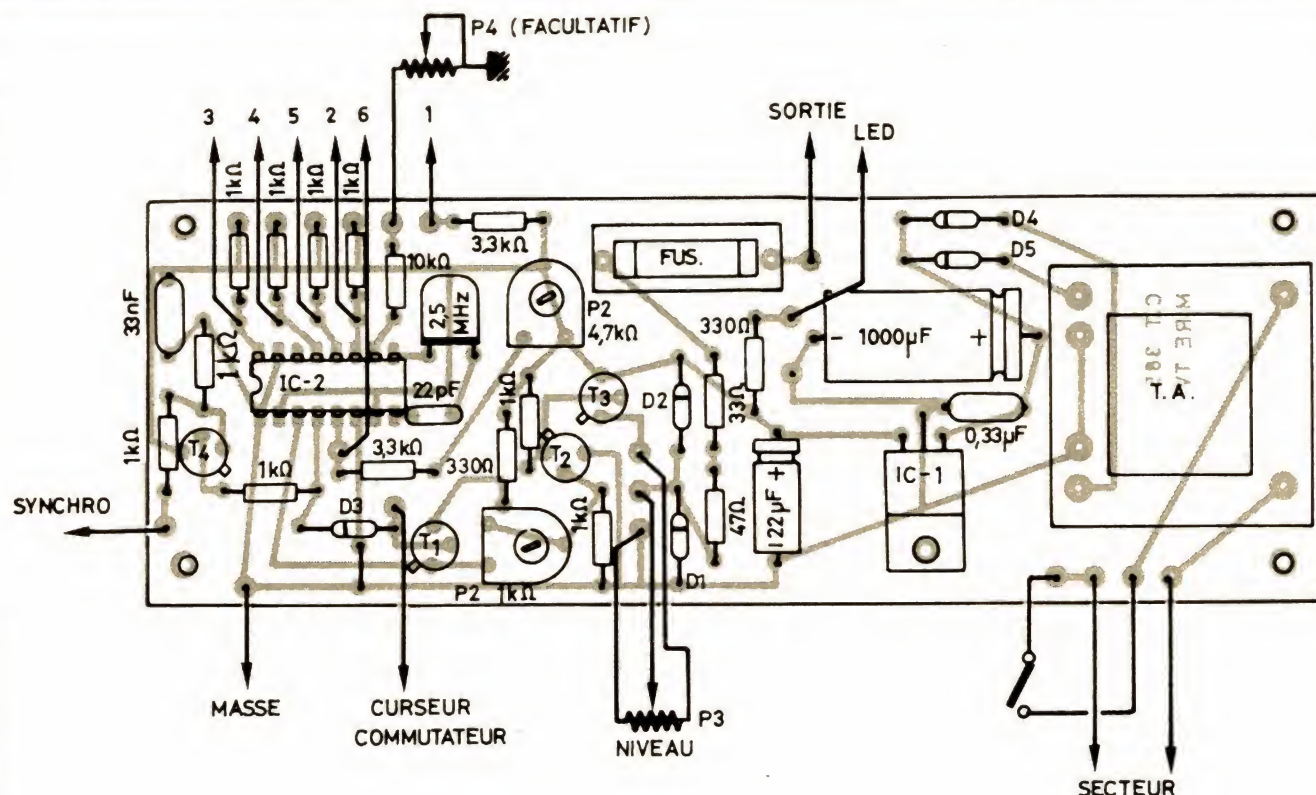 P4 (FACULTATIF)
3
4
5
2
6
1
SORTIE
LED
1kΩ
1kΩ
1kΩ
1kΩ
3,3kΩ
FUS.
D4
D5
10kΩ
33nF
2,5
MHz
P2
4,7kΩ
330Ω
- 1000µF +
MIRE TV
T.A.
1kΩ
IC-2
22pF
1kΩ
T3
D2
33Ω
0,33µF
1kΩ
T4
3,3kΩ
330Ω
T2
IC-1
1kΩ
SYNCHRO
D3
T1
1kΩ
47Ω
122µF +
P2
1kΩ
D1
MASSE
CURSEUR
COMMUTATEUR
P3
NIVEAU
SECTEUR